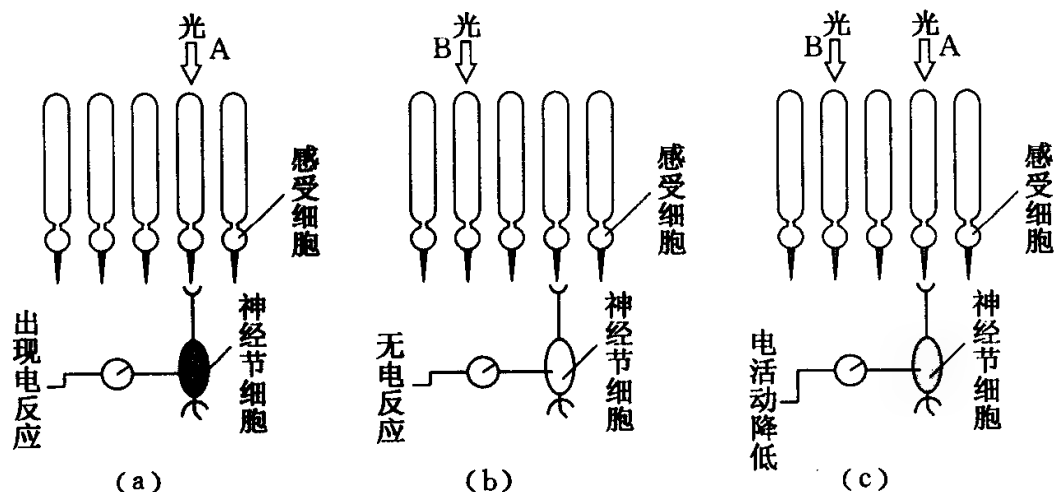 光
A
感受细胞
神经节细胞
出现电反应
(a)
光
B
感受细胞
神经节细胞
无电反应
(b)
光
B
光
A
感受细胞
神经节细胞
电活动降低
(c)